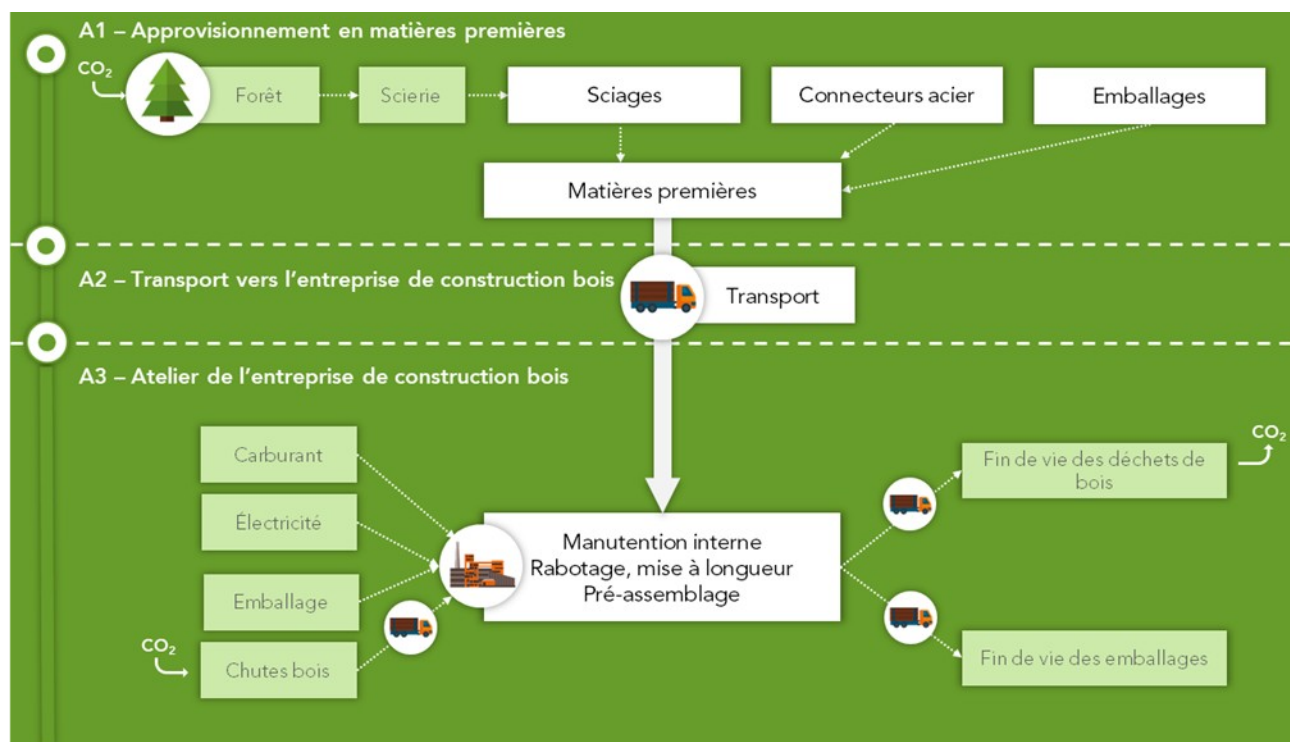 A1 – Approvisionnement en matières premières
CO₂
Forêt
Scierie
Sciages
Connecteurs acier
Emballages
Matières premières
A2 – Transport vers l'entreprise de construction bois
Transport
A3 – Atelier de l'entreprise de construction bois
Carburant
Électricité
Emballage
CO₂
Chutes bois
Manutention interne
Rabotage, mise à longueur
Pré-assemblage
CO₂
Fin de vie des déchets de
bois
Fin de vie des emballages